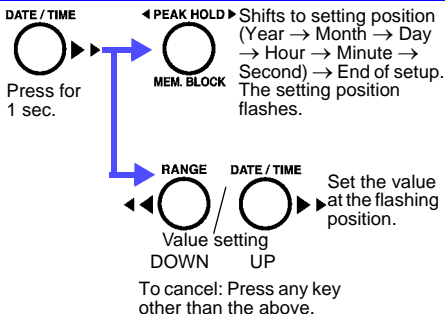 DATE / TIME
Press for
1 sec.
◄PEAK HOLD►
MEM. BLOCK
Shifts to setting position
(Year → Month → Day
→ Hour → Minute →
Second) → End of setup.
The setting position
flashes.
RANGE
DATE / TIME
Value setting
DOWN UP
Set the value
at the flashing
position.
To cancel: Press any key
other than the above.